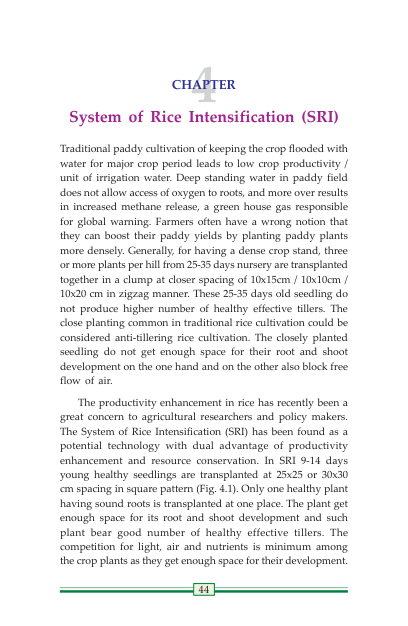 4
CHAPTER
System of Rice Intensification (SRI)
Traditional paddy cultivation of keeping the crop flooded with
water for major crop period leads to low crop productivity /
unit of irrigation water. Deep standing water in paddy field
does not allow access of oxygen to roots, and more over results
in increased methane release, a green house gas responsible
for global warning. Farmers often have a wrong notion that
they can boost their paddy yields by planting paddy plants
more densely. Generally, for having a dense crop stand, three
or more plants per hill from 25-35 days nursery are transplanted
together in a clump at closer spacing of 10x15cm / 10x10cm /
10x20 cm in zigzag manner. These 25-35 days old seedling do
not produce higher number of healthy effective tillers. The
close planting common in traditional rice cultivation could be
considered anti-tillering rice cultivation. The closely planted
seedling do not get enough space for their root and shoot
development on the one hand and on the other also block free
flow of air.
The productivity enhancement in rice has recently been a
great concern to agricultural researchers and policy makers.
The System of Rice Intensification (SRI) has been found as a
potential technology with dual advantage of productivity
enhancement and resource conservation. In SRI 9-14 days
young healthy seedlings are transplanted at 25x25 or 30x30
cm spacing in square pattern (Fig. 4.1). Only one healthy plant
having sound roots is transplanted at one place. The plant get
enough space for its root and shoot development and such
plant bear good number of healthy effective tillers. The
competition for light, air and nutrients is minimum among
the crop plants as they get enough space for their development.
44